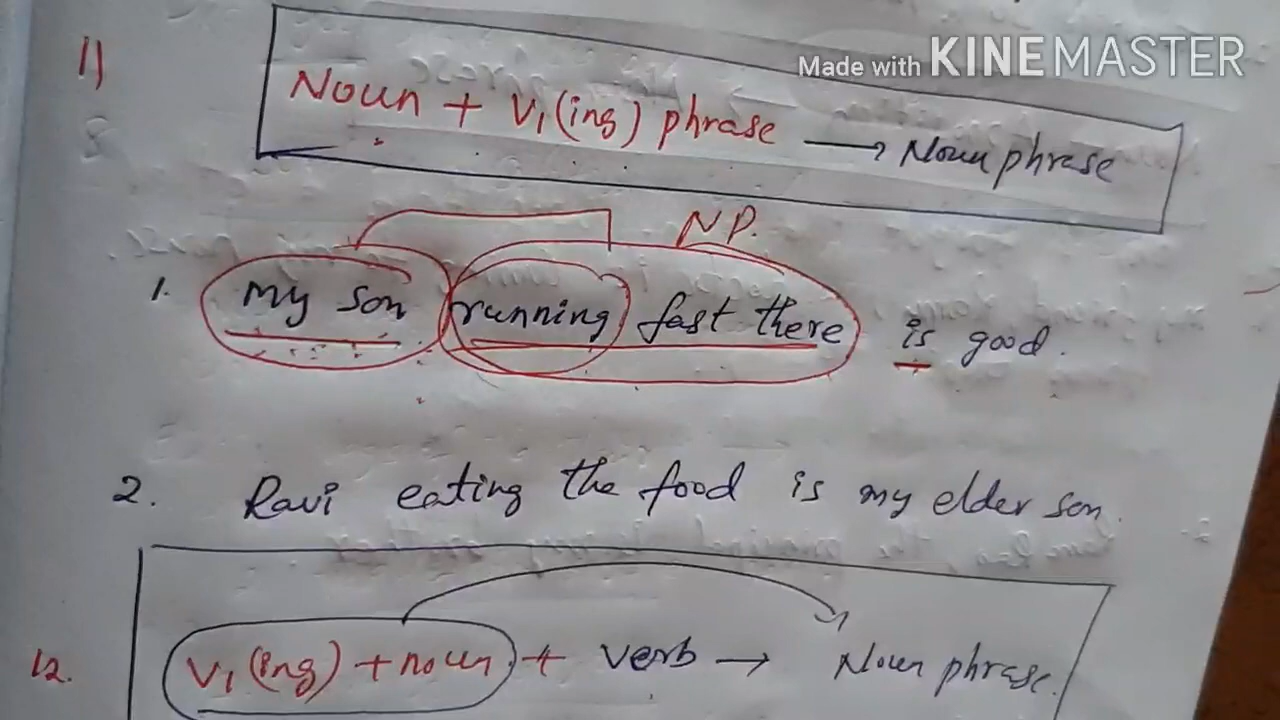 Made with KINEMASTER
11
Noun + V₁(ing) phrase → Noun phrase
NP.
1. my son running fast there is good.
2. Ravi eating the food is my elder son.
12. V₁(ing) + noun + verb → Noun phrase.